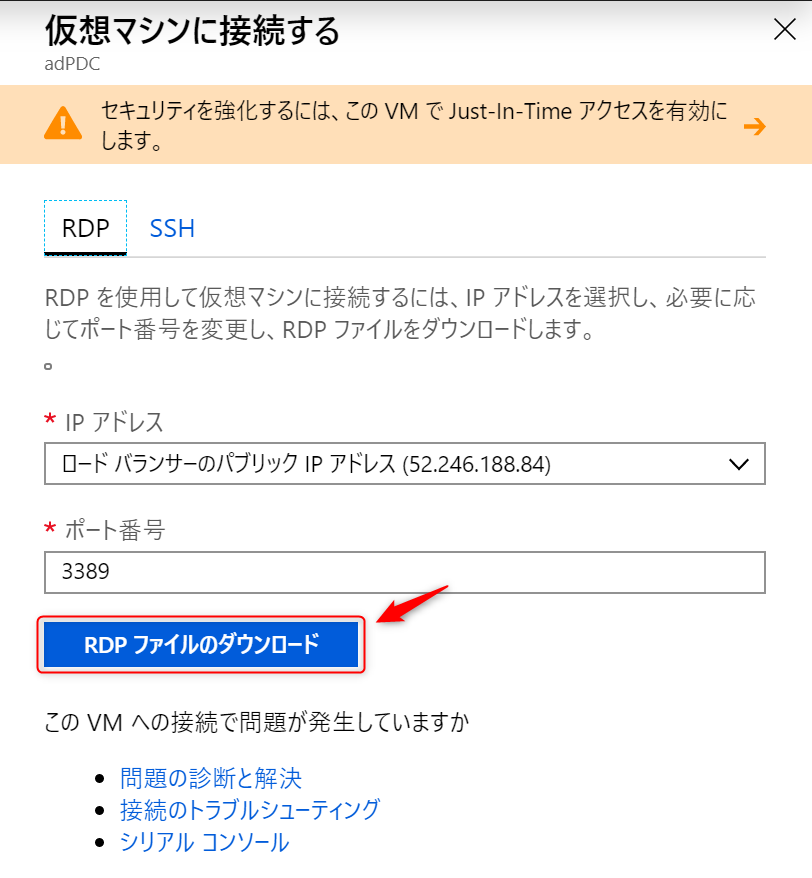 仮想マシンに接続する
adPDC
セキュリティを強化するには、この VM で Just-In-Time アクセスを有効に
します。
RDP SSH
RDP を使用して仮想マシンに接続するには、IP アドレスを選択し、必要に応
じてポート番号を変更し、RDP ファイルをダウンロードします。
。
* IP アドレス
ロード バランサーのパブリック IP アドレス (52.246.188.84)
* ポート番号
3389
RDP ファイルのダウンロード
この VM への接続で問題が発生していますか
• 問題の診断と解決
• 接続のトラブルシューティング
• シリアル コンソール